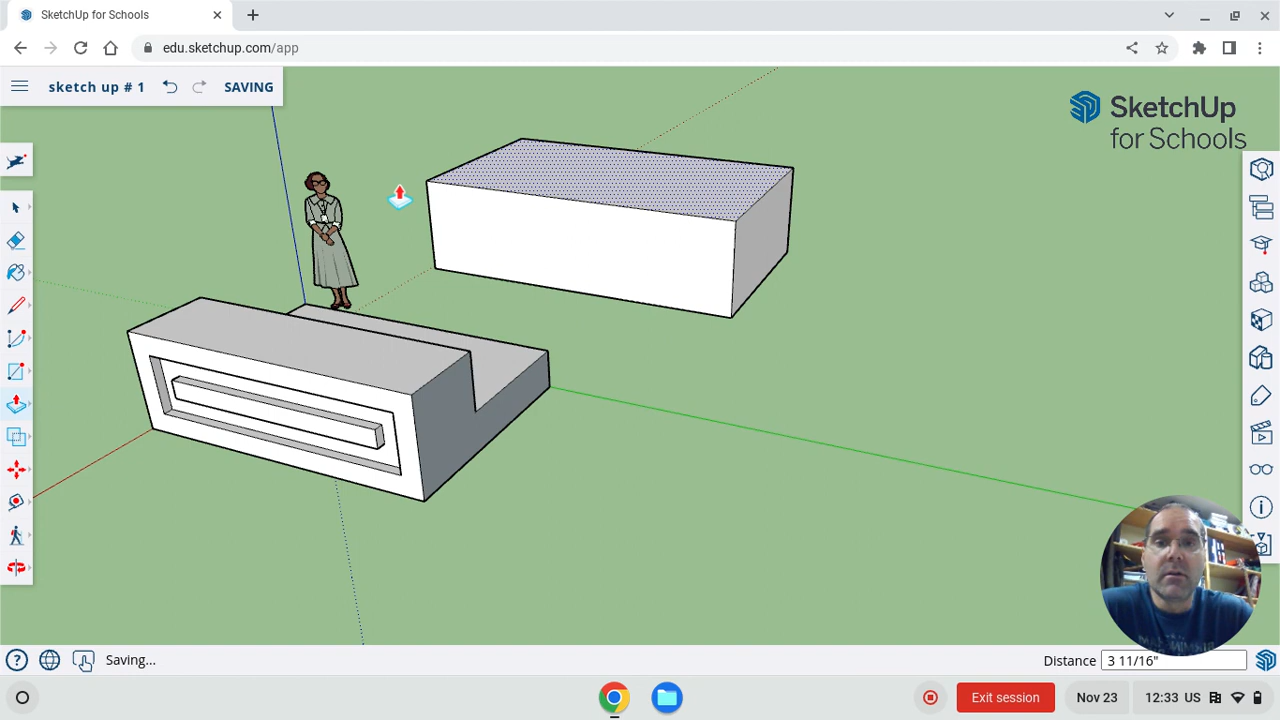 SketchUp for Schools
edu.sketchup.com/app
sketch up # 1
SAVING
SketchUp
for Schools
Saving...
Distance
3 11/16"
Exit session
Nov 23
12:33 US